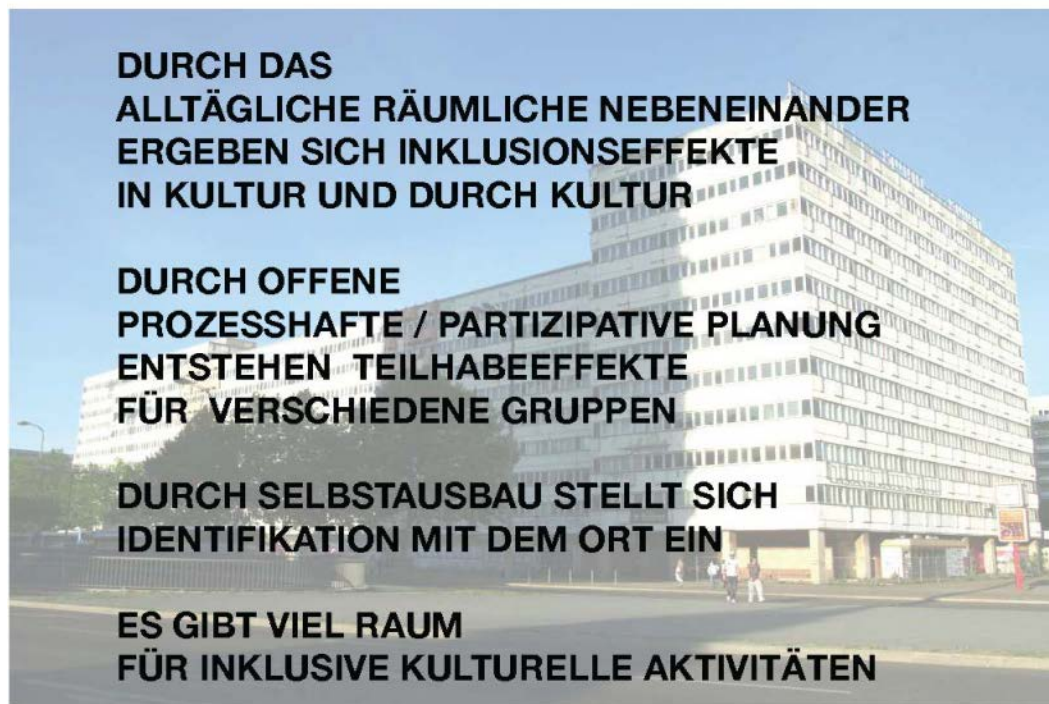 DURCH DAS
ALLTÄGLICHE RÄUMLICHE NEBENEINANDER
ERGEBEN SICH INKLUSIONSEFFEKTE
IN KULTUR UND DURCH KULTUR
DURCH OFFENE
PROZESSHAFTE / PARTIZIPATIVE PLANUNG
ENTSTEHEN TEILHABEEFFEKTE
FÜR VERSCHIEDENE GRUPPEN
DURCH SELBSTAUSBAU STELLT SICH
IDENTIFIKATION MIT DEM ORT EIN
ES GIBT VIEL RAUM
FÜR INKLUSIVE KULTURELLE AKTIVITÄTEN